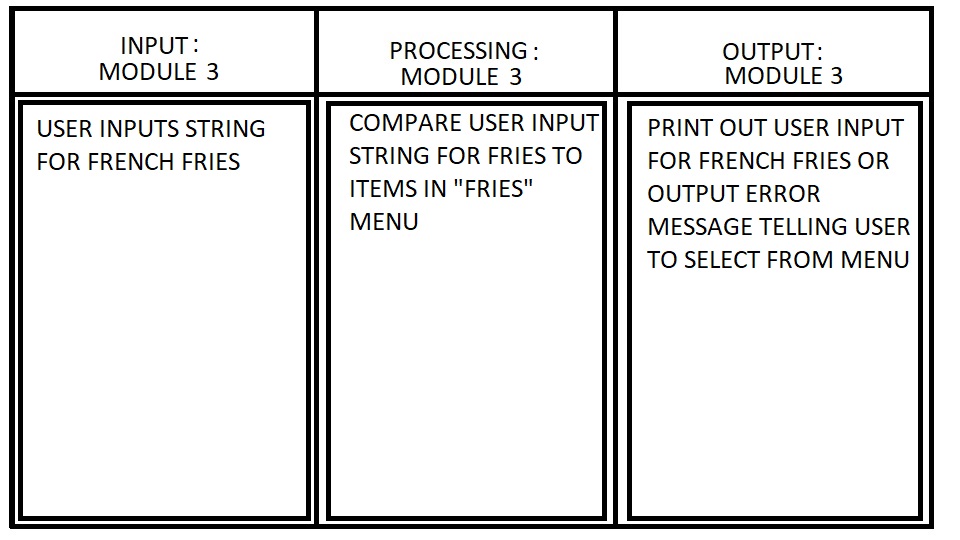 INPUT:
MODULE 3
PROCESSING:
MODULE 3
OUTPUT:
MODULE 3
USER INPUTS STRING
FOR FRENCH FRIES
COMPARE USER INPUT
STRING FOR FRIES TO
ITEMS IN "FRIES"
MENU
PRINT OUT USER INPUT
FOR FRENCH FRIES OR
OUTPUT ERROR
MESSAGE TELLING USER
TO SELECT FROM MENU